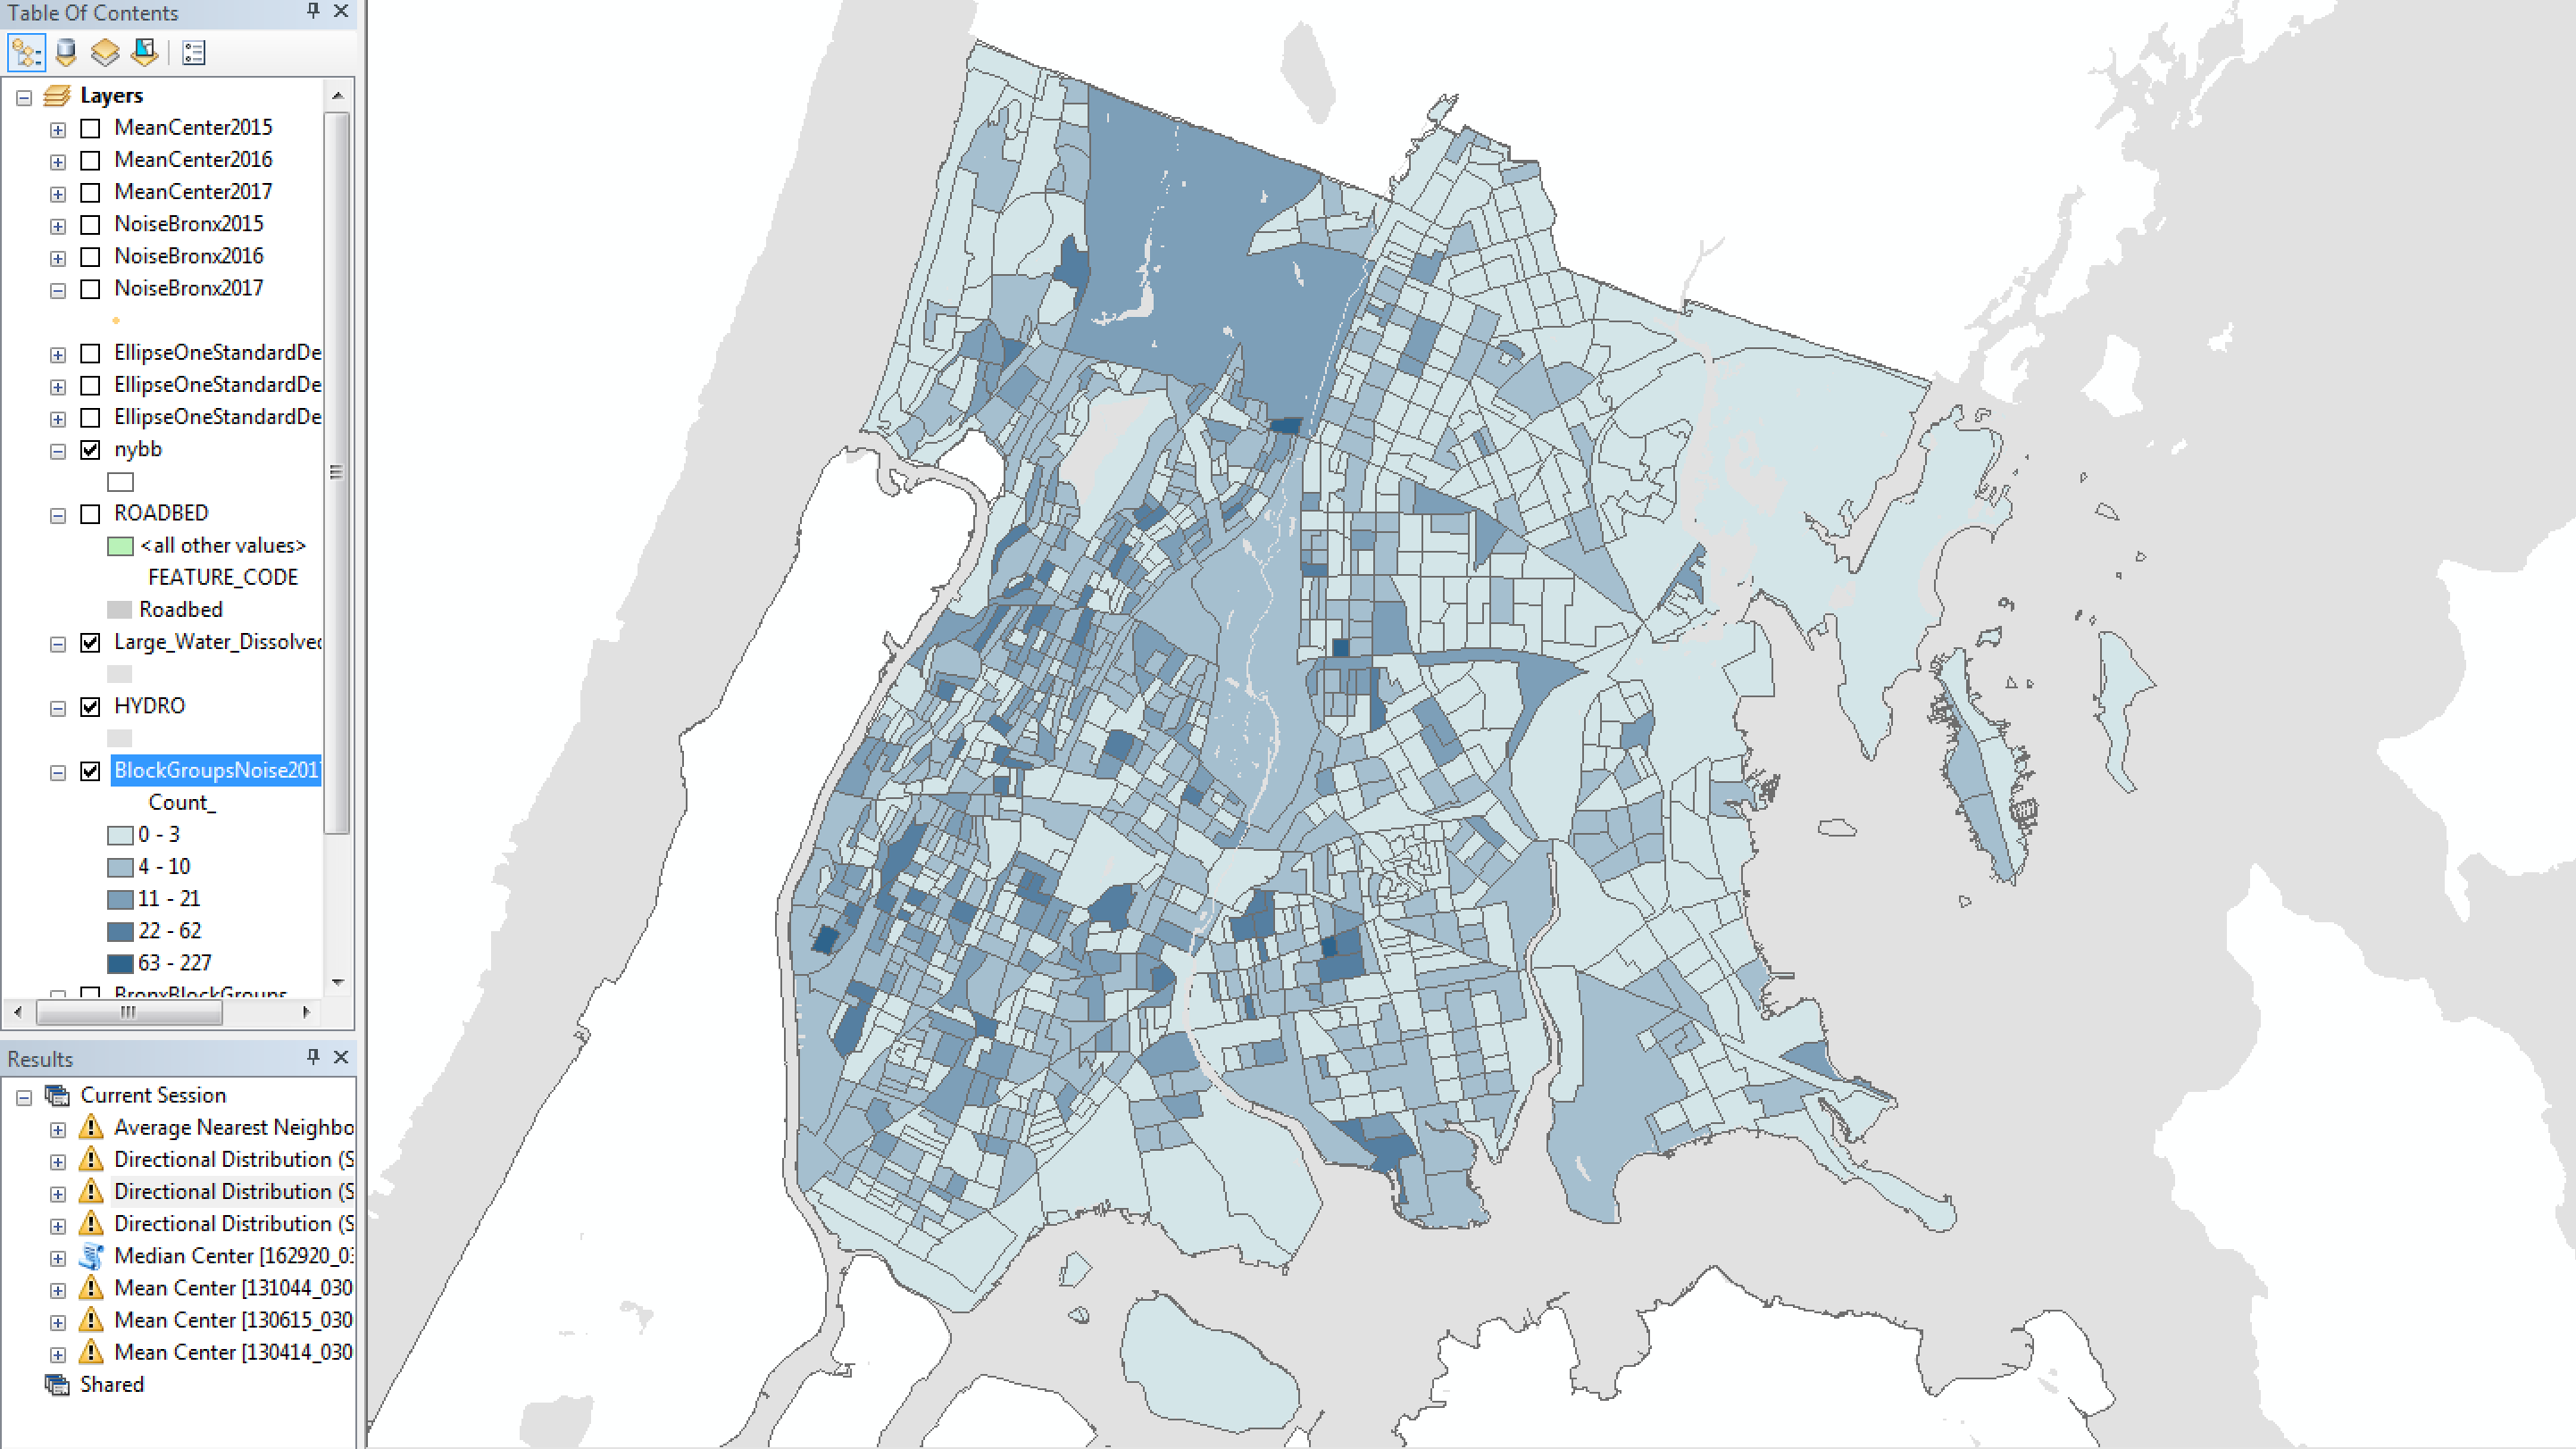 Table Of Contents
Layers
MeanCenter2015
MeanCenter2016
MeanCenter2017
NoiseBronx2015
NoiseBronx2016
NoiseBronx2017
EllipseOneStandardDe
EllipseOneStandardDe
EllipseOneStandardDe
nybb
ROADBED
<all other values>
FEATURE_CODE
Roadbed
Large_Water_Dissolved
HYDRO
BlockGroupsNoise2017
Count_
0 - 3
4 - 10
11 - 21
22 - 62
63 - 227
BronxBlockGroups
Results
Current Session
Average Nearest Neighbo
Directional Distribution (S
Directional Distribution (S
Directional Distribution (S
Median Center [162920_03
Mean Center [131044_030
Mean Center [130615_030
Mean Center [130414_030
Shared